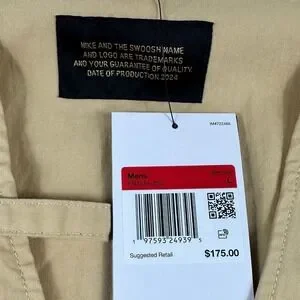 NIKE AND THE SWOOSH NAME
AND LOGO ARE TRADEMARKS
AND YOUR GUARANTEE OF QUALITY.
DATE OF PRODUCTION 2024
Mens
L
1 97593 24939 5
Suggested Retail
$175.00